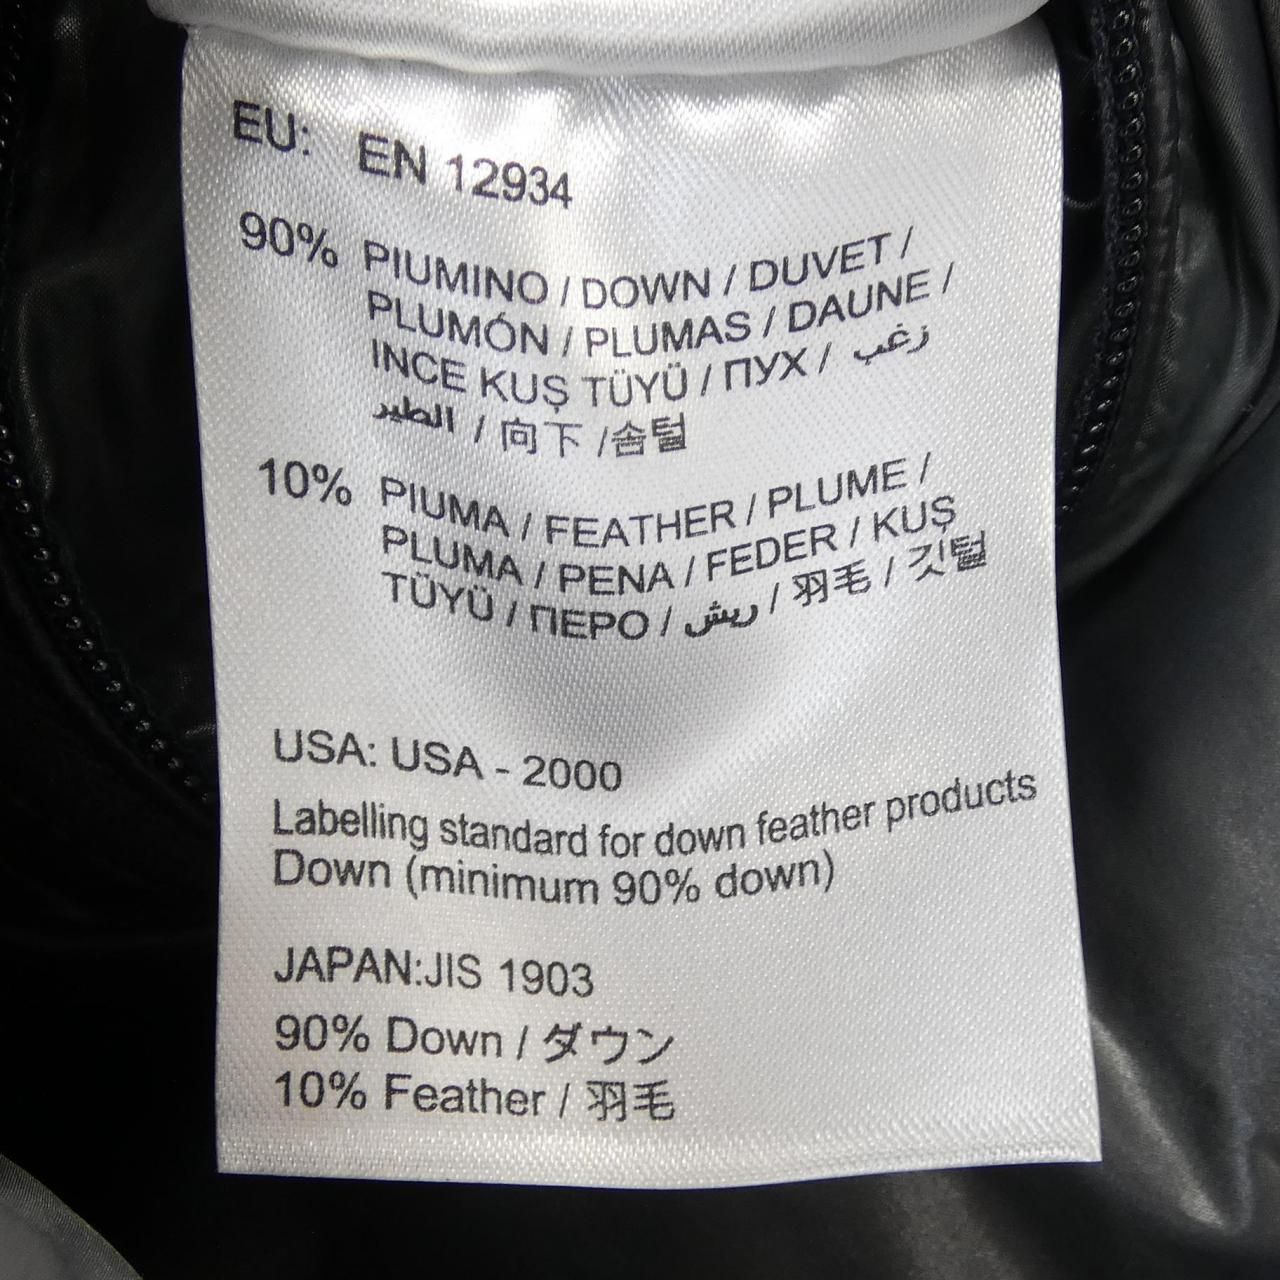 EU: EN 12934
90% PIUMINO / DOWN / DUVET /
PLUMÓN / PLUMAS / DAUNE /
INCE KUŞ TÜYÜ / ПУХ / زغب
الطير / 向下 /솜털
10% PIUMA / FEATHER / PLUME /
PLUMA / PENA / FEDER / KUŞ
TÜYÜ / ПЕРО / ريش / 羽毛 / 깃털
USA: USA - 2000
Labelling standard for down feather products
Down (minimum 90% down)
JAPAN:JIS 1903
90% Down / ダウン
10% Feather / 羽毛